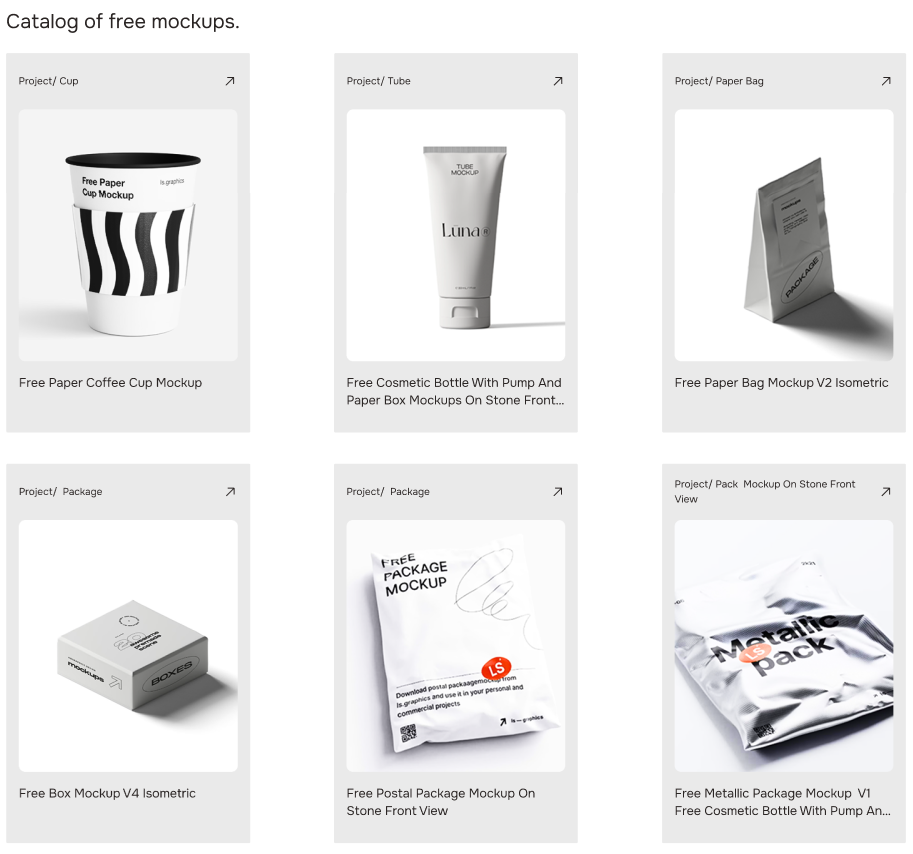 Catalog of free mockups.
Project/ Cup
Project/ Tube
Project/ Paper Bag
Free Paper
Cup Mockup
ls.graphics
TUBE
MOCKUP
Luna
mockups
PACKAGE
Free Paper Coffee Cup Mockup
Free Cosmetic Bottle With Pump And
Paper Box Mockups On Stone Front...
Free Paper Bag Mockup V2 Isometric
Project/ Package
Project/ Package
Project/ Pack Mockup On Stone Front
View
awesome
premade
scene
mockups
BOXES
FREE
PACKAGE
MOCKUP
LS
Download postal packaagemockup from
ls.graphics and use it in your personal and
commercial projects
ls — graphics
Metallic
pack
LS
Free Box Mockup V4 Isometric
Free Postal Package Mockup On
Stone Front View
Free Metallic Package Mockup V1
Free Cosmetic Bottle With Pump An...